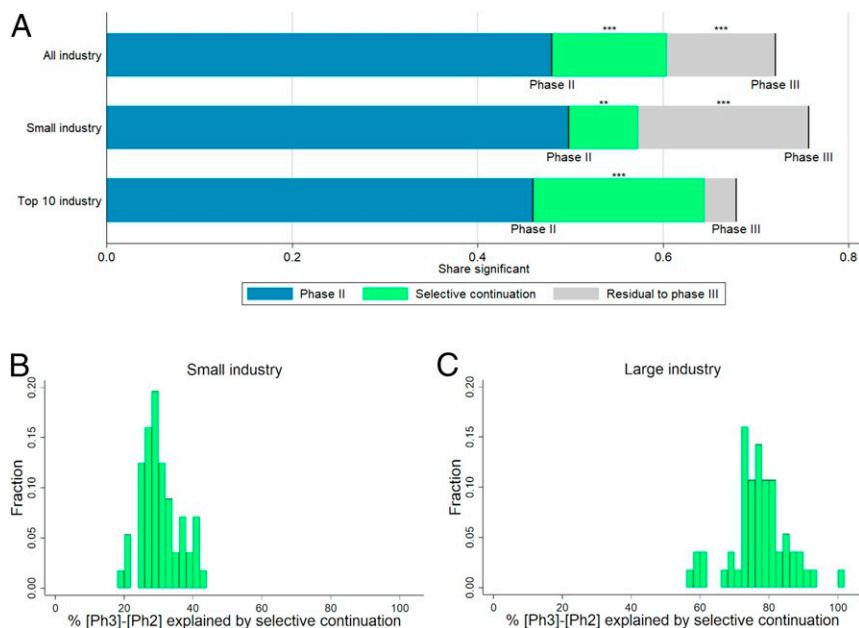 A
All industry
***
***
Phase II
Phase III
Small industry
**
***
Phase II
Phase III
Top 10 industry
***
Phase II
Phase III
0.0 0.2 0.4 0.6 0.8
Share significant
Phase II Selective continuation Residual to phase III
B
Small industry
Fraction
0.20
0.15
0.10
0.05
0.00
0 20 40 60 80 100
% [Ph3]-[Ph2] explained by selective continuation
C
Large industry
Fraction
0.20
0.15
0.10
0.05
0.00
0 20 40 60 80 100
% [Ph3]-[Ph2] explained by selective continuation